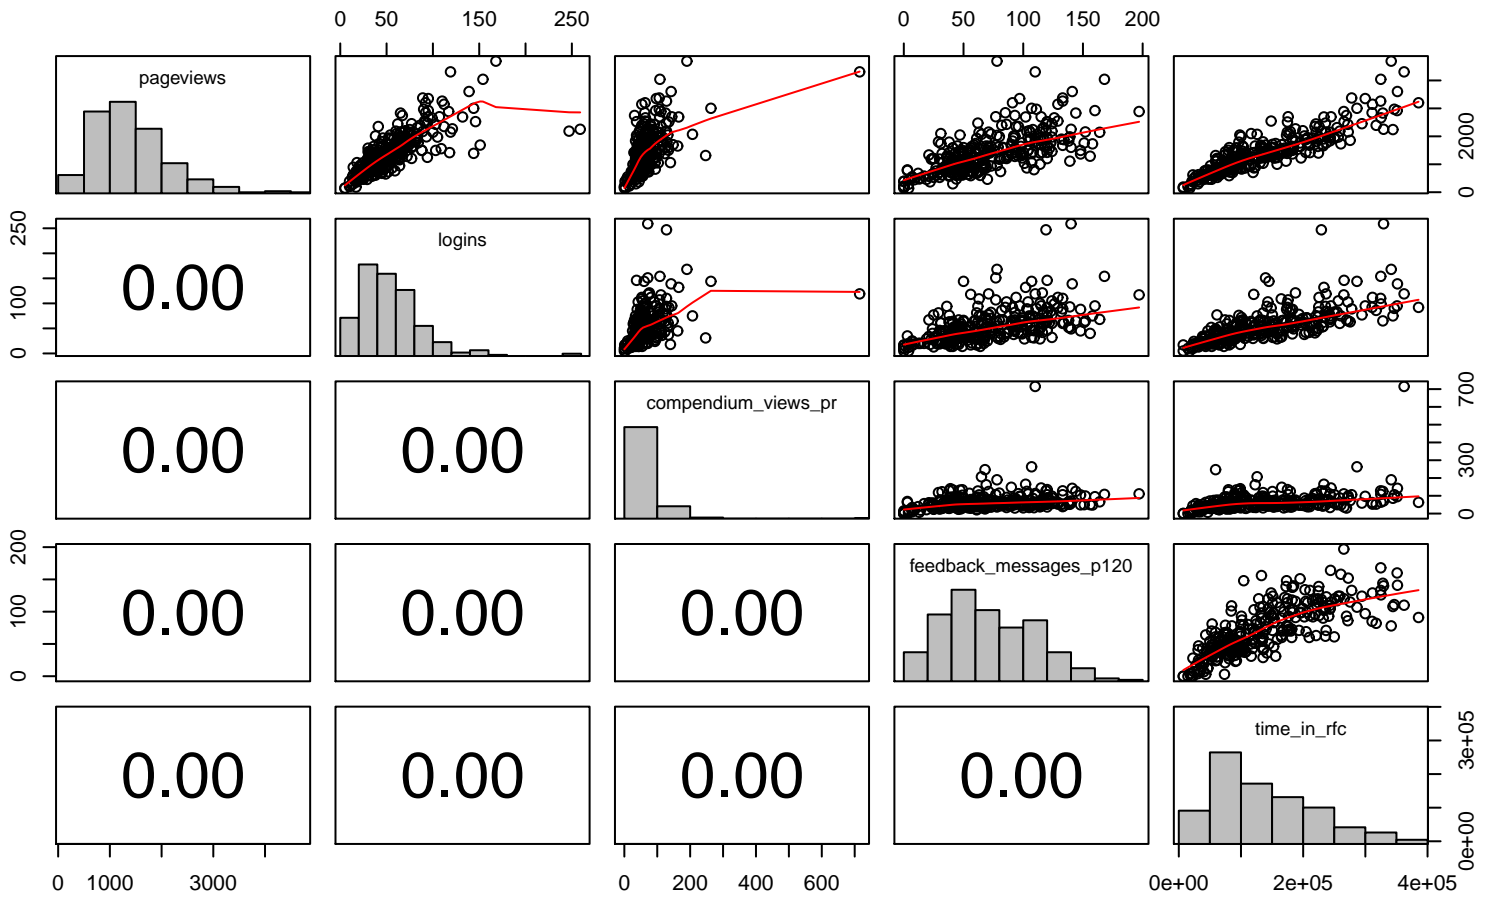 0 50 150 250 0 50 100 150 200
pageviews
0 2000
logins
0.00
0 100 250
compendium_views_pr
0.00 0.00
0 300 700
feedback_messages_p120
0.00 0.00 0.00
0 100 200
time_in_rfc
0.00 0.00 0.00 0.00
0e+00 3e+05
0 1000 3000 0 200 400 600 0e+00 2e+05 4e+05